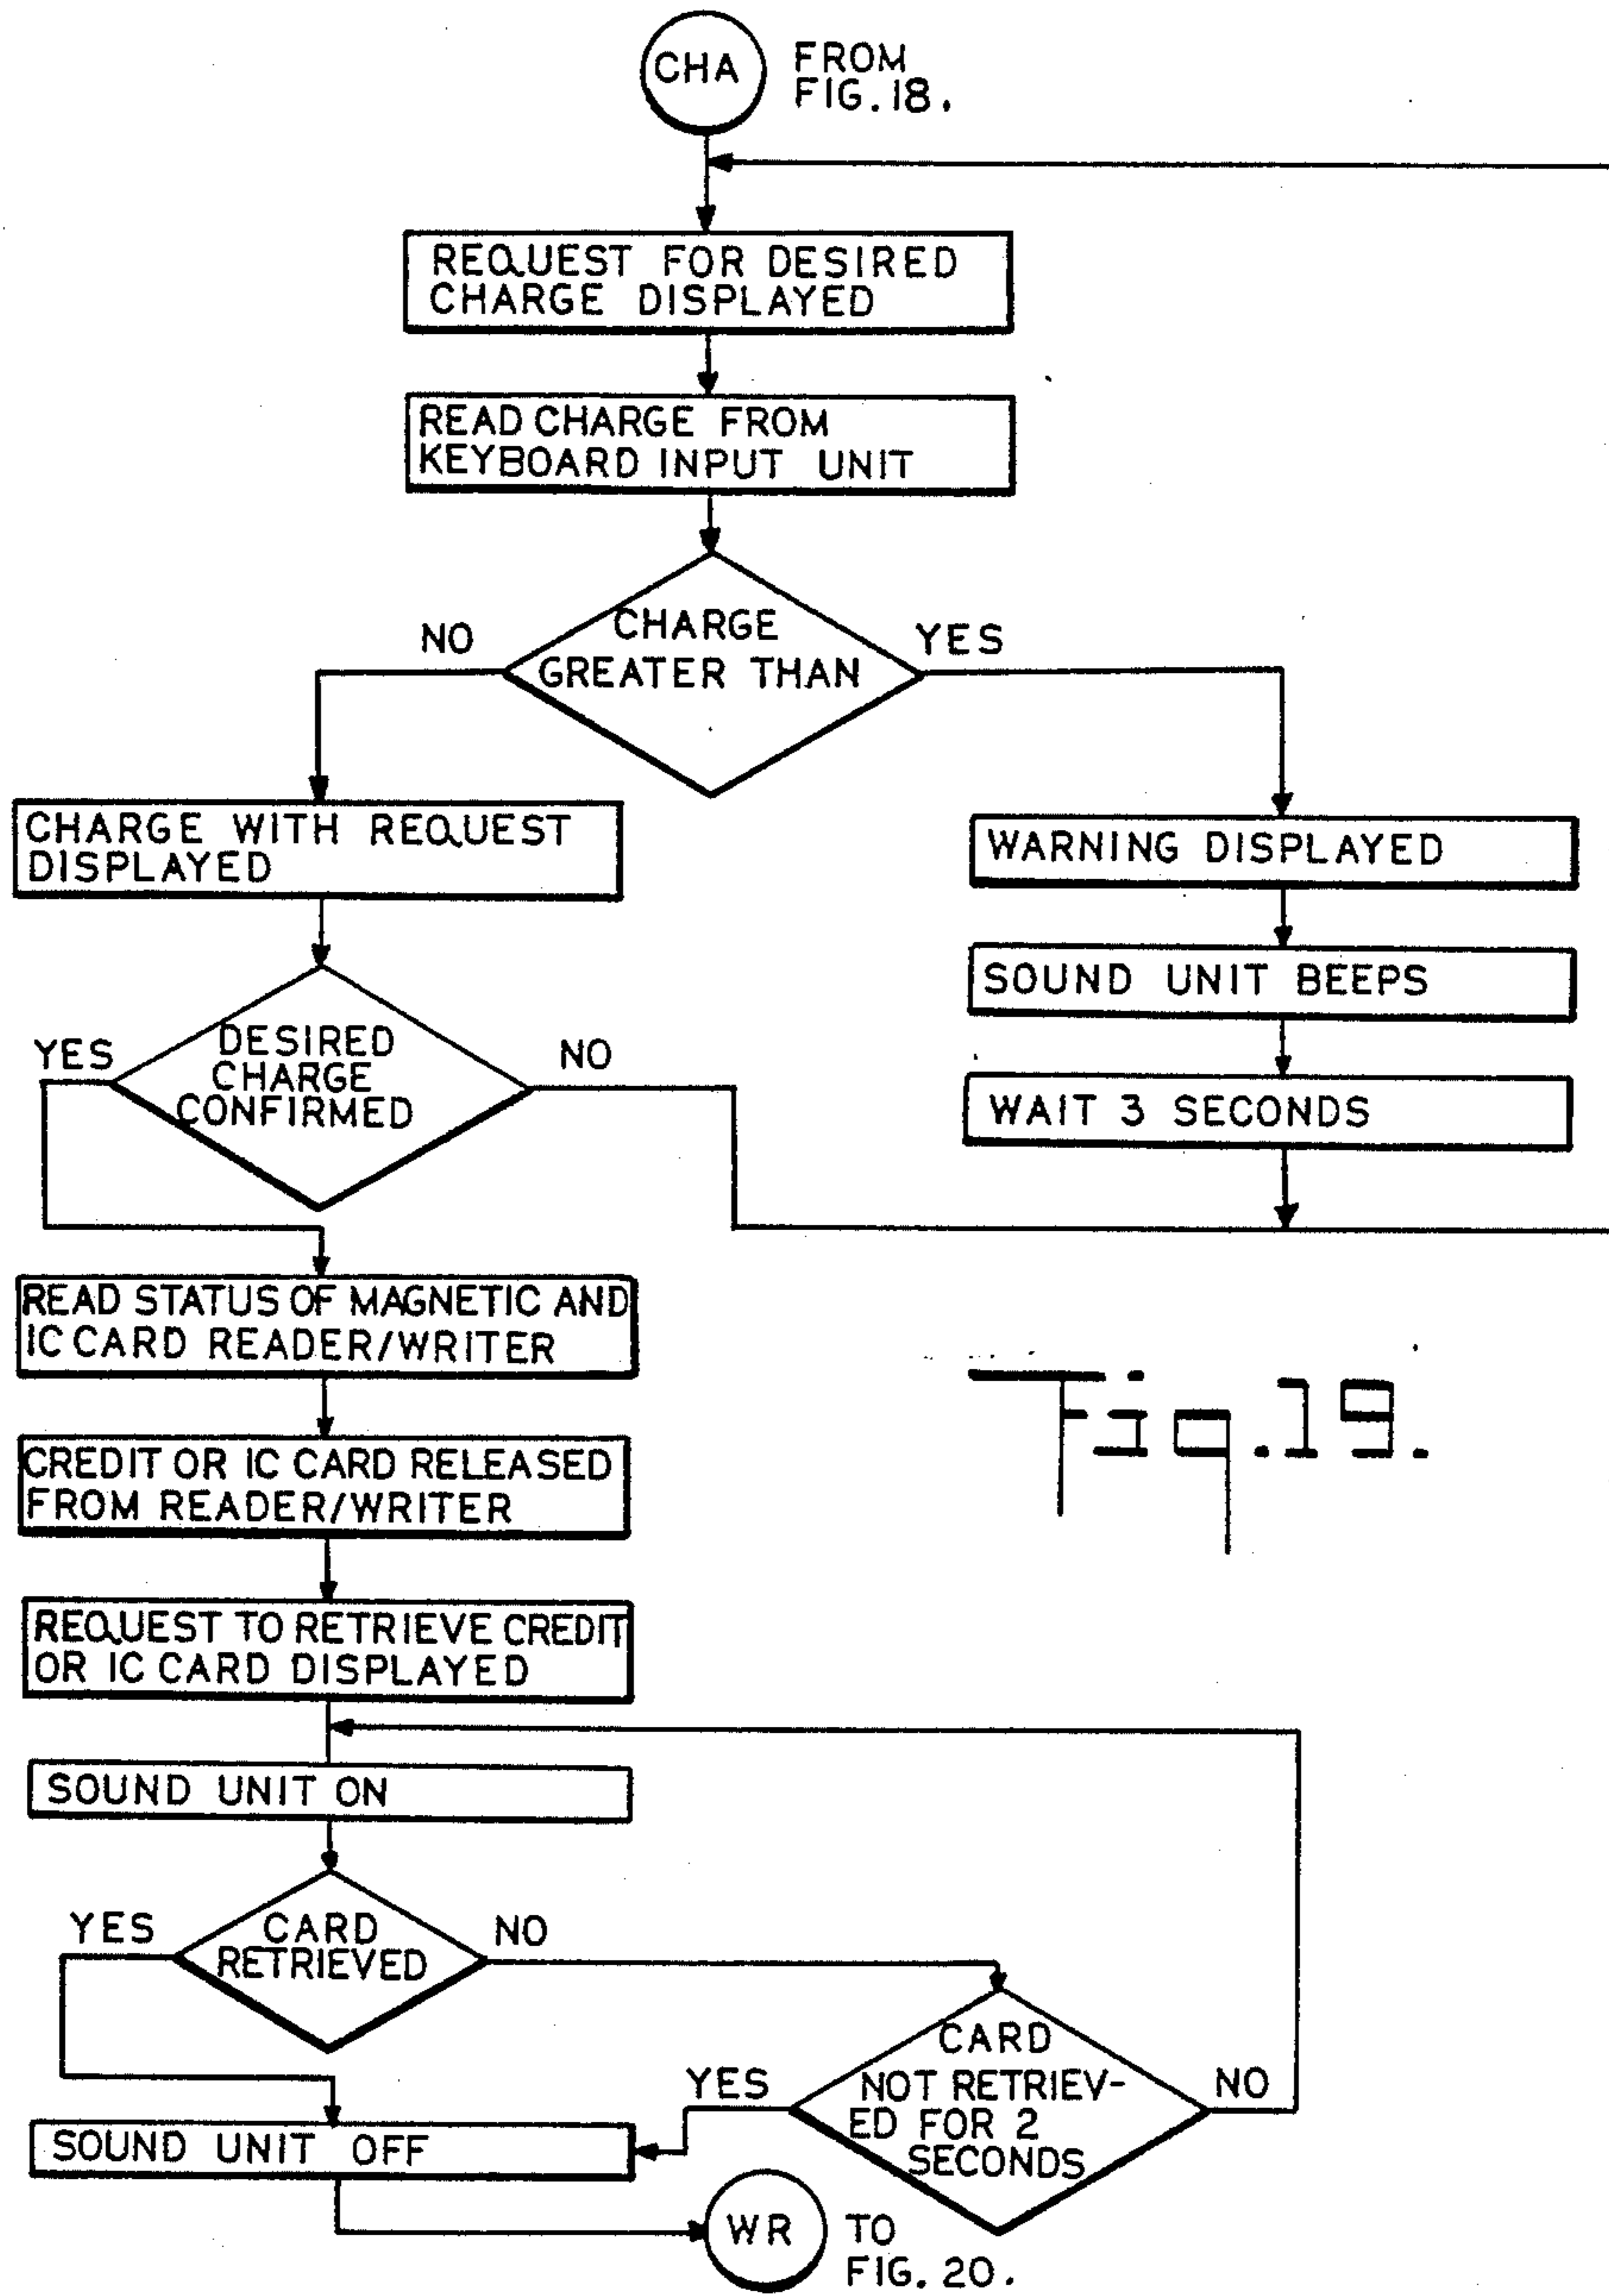 CHA
FROM
FIG. 18.
REQUEST FOR DESIRED
CHARGE DISPLAYED
READ CHARGE FROM
KEYBOARD INPUT UNIT
NO
CHARGE
GREATER THAN
YES
CHARGE WITH REQUEST
DISPLAYED
WARNING DISPLAYED
SOUND UNIT BEEPS
WAIT 3 SECONDS
YES
DESIRED
CHARGE
CONFIRMED
NO
READ STATUS OF MAGNETIC AND
IC CARD READER/WRITER
Fig.19.
CREDIT OR IC CARD RELEASED
FROM READER/WRITER
REQUEST TO RETRIEVE CREDIT
OR IC CARD DISPLAYED
SOUND UNIT ON
YES
CARD
RETRIEVED
NO
YES
CARD
NOT RETRIEV-
ED FOR 2
SECONDS
NO
SOUND UNIT OFF
WR
TO
FIG. 20.